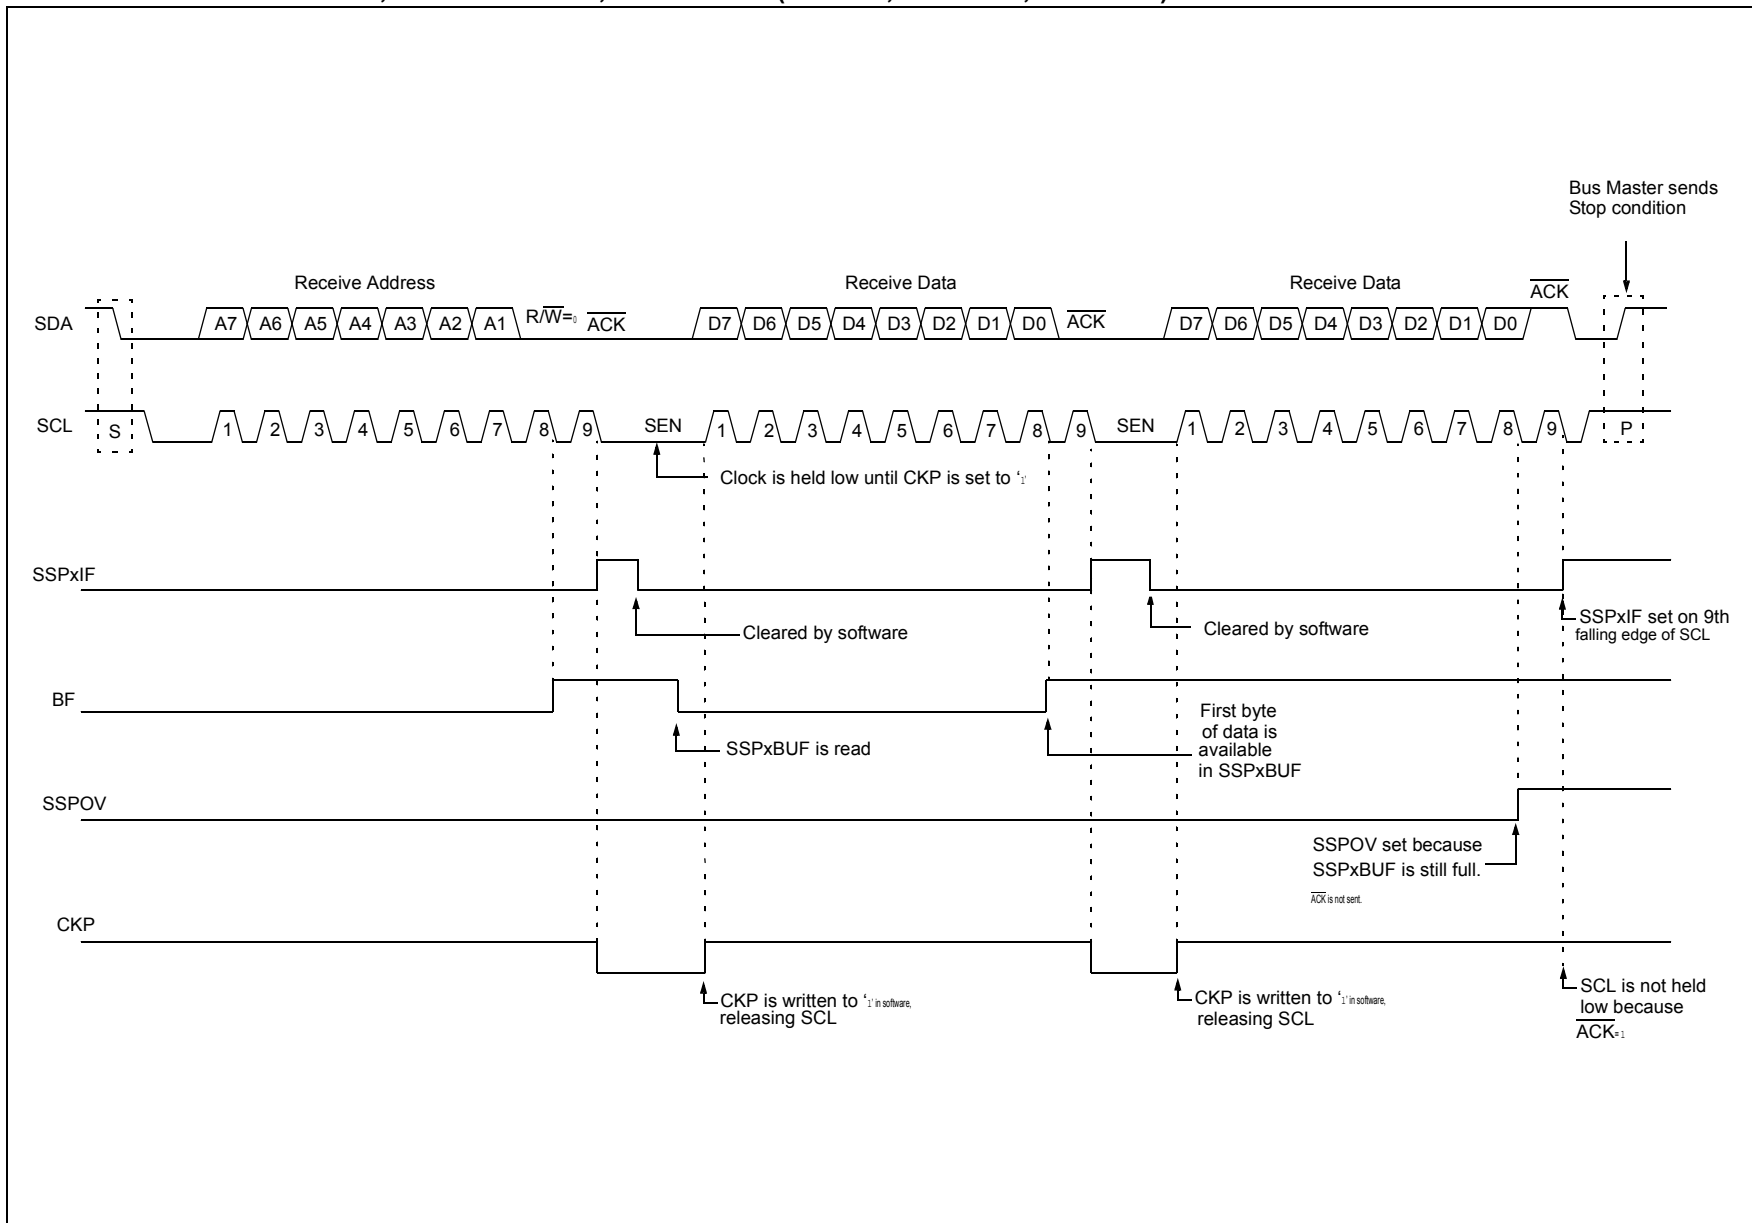 Bus Master sends
Stop condition
Receive Address
Receive Data
Receive Data
ACK
SDA
A7 A6 A5 A4 A3 A2 A1 R/W=0 ACK
D7 D6 D5 D4 D3 D2 D1 D0 ACK
D7 D6 D5 D4 D3 D2 D1 D0
SCL
S
1 2 3 4 5 6 7 8 9 SEN
1 2 3 4 5 6 7 8 9 SEN
1 2 3 4 5 6 7 8 9
P
Clock is held low until CKP is set to ‘1’
SSPxIF
Cleared by software
Cleared by software
SSPxIF set on 9th
falling edge of SCL
BF
SSPxBUF is read
First byte
of data is
available
in SSPxBUF
SSPOV
SSPOV set because
SSPxBUF is still full.
ACK is not sent.
CKP
CKP is written to ‘1’ in software,
releasing SCL
CKP is written to ‘1’ in software,
releasing SCL
SCL is not held
low because
ACK= 1